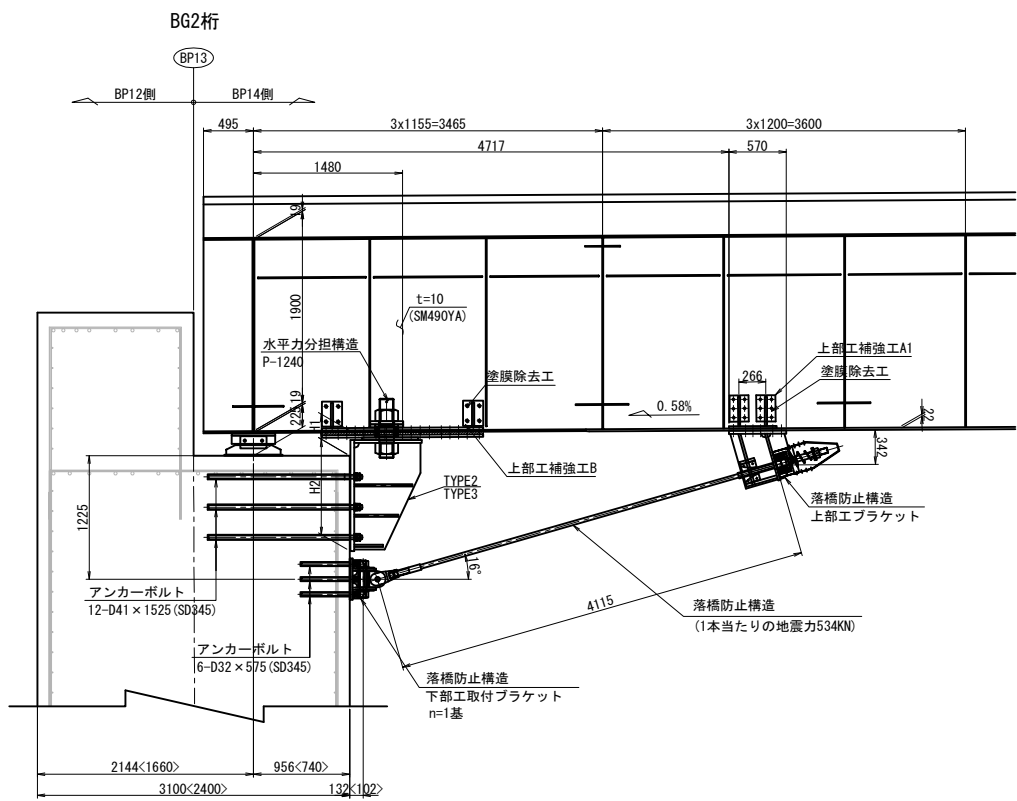 BG2桁
BP13
BP12側
BP14側
495
3x1155=3465
3x1200=3600
4717
570
1480
19
1900
t=10
(SM490YA)
水平力分担構造
P-1240
塗膜除去工
上部工補強工A1
塗膜除去工
266
0.58%
22
19
225
H1
342
上部工補強工B
H2
TYPE2
TYPE3
落橋防止構造
上部工ブラケット
1225
16°
アンカーボルト
12-D41×1525(SD345)
4115
落橋防止構造
(1本当たりの地震力534KN)
アンカーボルト
6-D32×575(SD345)
落橋防止構造
下部工取付ブラケット
n=1基
2144<1660>
956<740>
3100<2400>
132<102>